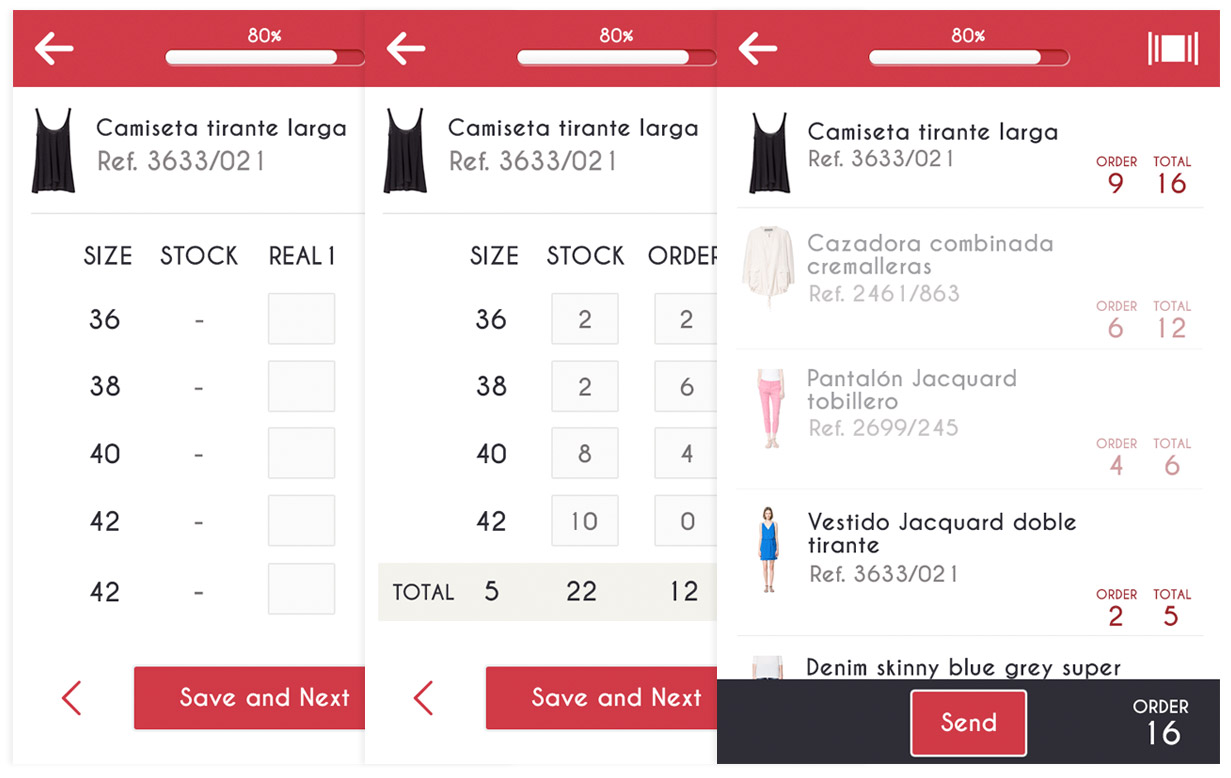 80%
Camiseta tirante larga
Ref. 3633/021
SIZE STOCK REAL 1
36 -
38 -
40 -
42 -
42 -
Save and Next
80%
Camiseta tirante larga
Ref. 3633/021
SIZE STOCK ORDER
36 2 2
38 2 6
40 8 4
42 10 0
TOTAL 5 22 12
Save and Next
80%
Camiseta tirante larga
Ref. 3633/021
ORDER TOTAL
9 16
Cazadora combinada
cremalleras
Ref. 2461/863
ORDER TOTAL
6 12
Pantalón Jacquard
tobillero
Ref. 2699/245
ORDER TOTAL
4 6
Vestido Jacquard doble
tirante
Ref. 3633/021
ORDER TOTAL
2 5
Denim skinny blue grey super
Send
ORDER
16